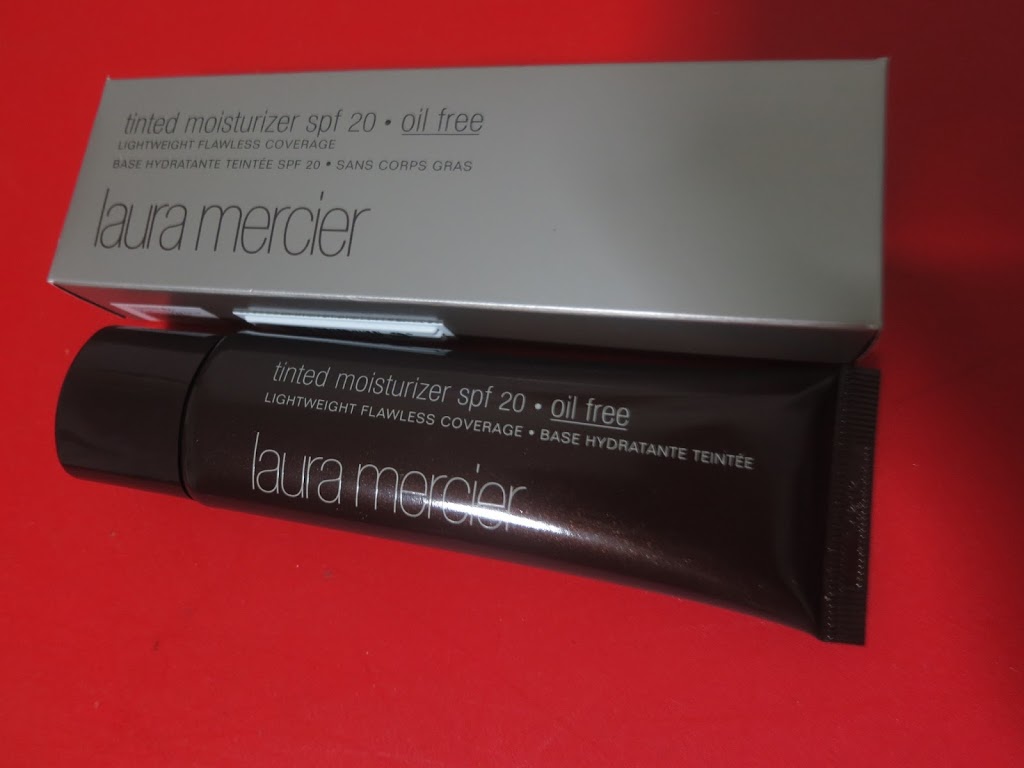 tinted moisturizer spf 20 • oil free
LIGHTWEIGHT FLAWLESS COVERAGE
BASE HYDRATANTE TEINTÉE SPF 20 • SANS CORPS GRAS
laura mercier
tinted moisturizer spf 20 • oil free
LIGHTWEIGHT FLAWLESS COVERAGE • BASE HYDRATANTE TEINTÉE
laura mercier